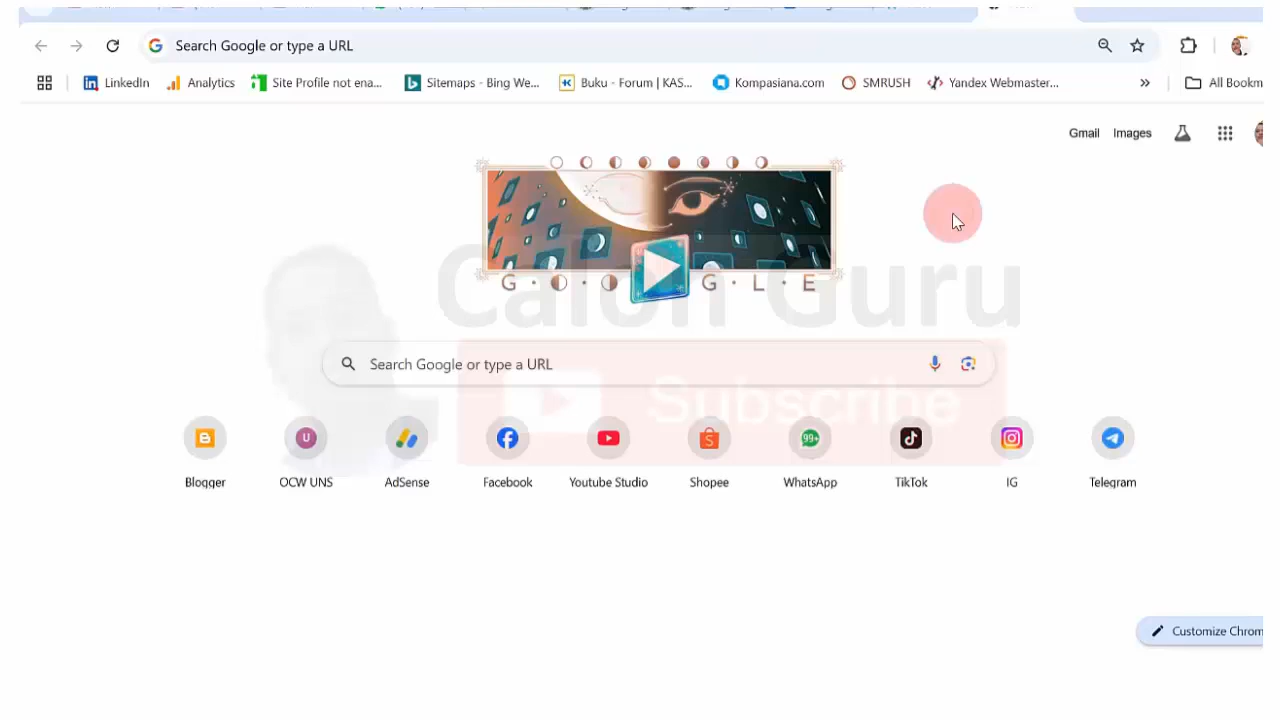 Search Google or type a URL
LinkedIn Analytics Site Profile not ena... Sitemaps - Bing We... Buku - Forum | KAS... Kompasiana.com SMRUSH Yandex Webmaster... » All Bookm
Gmail Images
G · · G · L · E
Calon Guru
Search Google or type a URL
Subscribe
U 99+
Blogger OCW UNS AdSense Facebook Youtube Studio Shopee WhatsApp TikTok IG Telegram
Customize Chrom